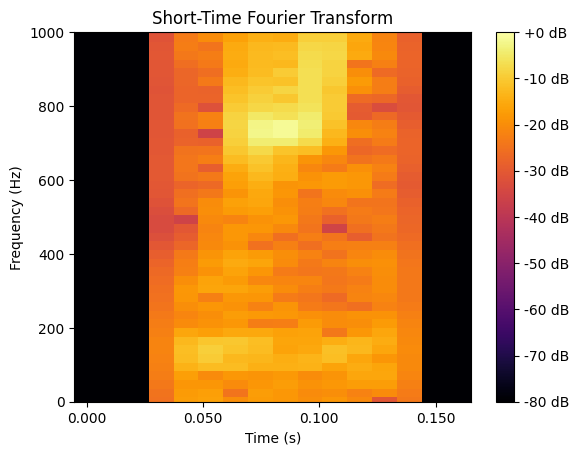 Short-Time Fourier Transform
1000
800
600
400
200
0
Frequency (Hz)
0.000
0.050
0.100
0.150
Time (s)
+0 dB
-10 dB
-20 dB
-30 dB
-40 dB
-50 dB
-60 dB
-70 dB
-80 dB